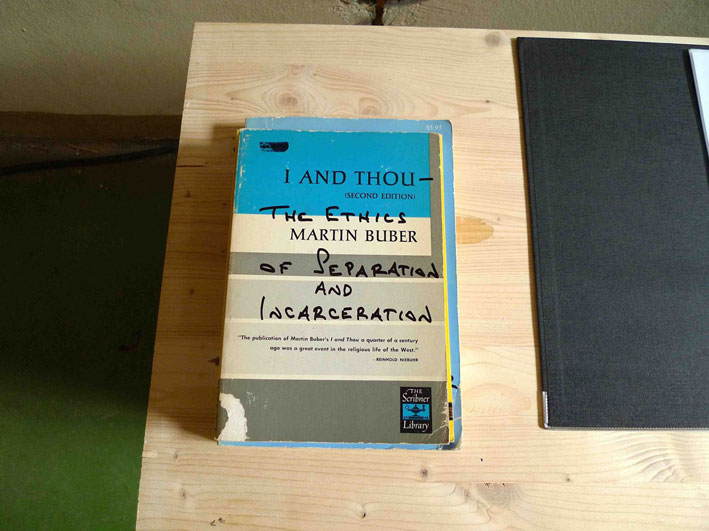 $5.95
I AND THOU—
(SECOND EDITION)
THE ETHICS
MARTIN BUBER
OF SEPARATION
AND
INCARCERATION
"The publication of Martin Buber's I and Thou a quarter of a century
ago was a great event in the religious life of the West."
—REINHOLD NIEBUHR
THE
Scribner
Library